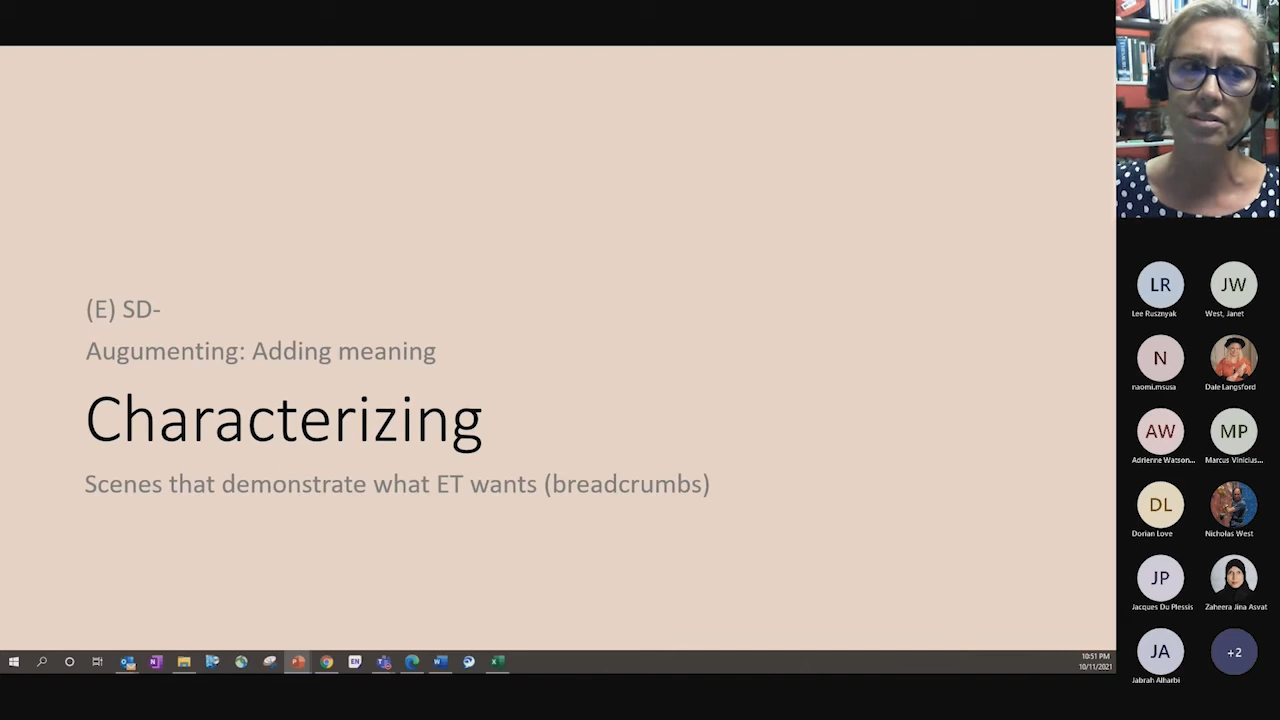 (E) SD-
Augumenting: Adding meaning
Characterizing
Scenes that demonstrate what ET wants (breadcrumbs)
LR
JW
Lee Rusznyak
West, Janet
N
naomi.msusa
Dale Langsford
AW
MP
Adrienne Watson...
Marcus Vinicius...
DL
Dorian Love
Nicholas West
JP
Jacques Du Plessis
Zaheera Jina Asvat
JA
+2
Jabrah Alharbi
EN
10:51 PM
10/11/2021